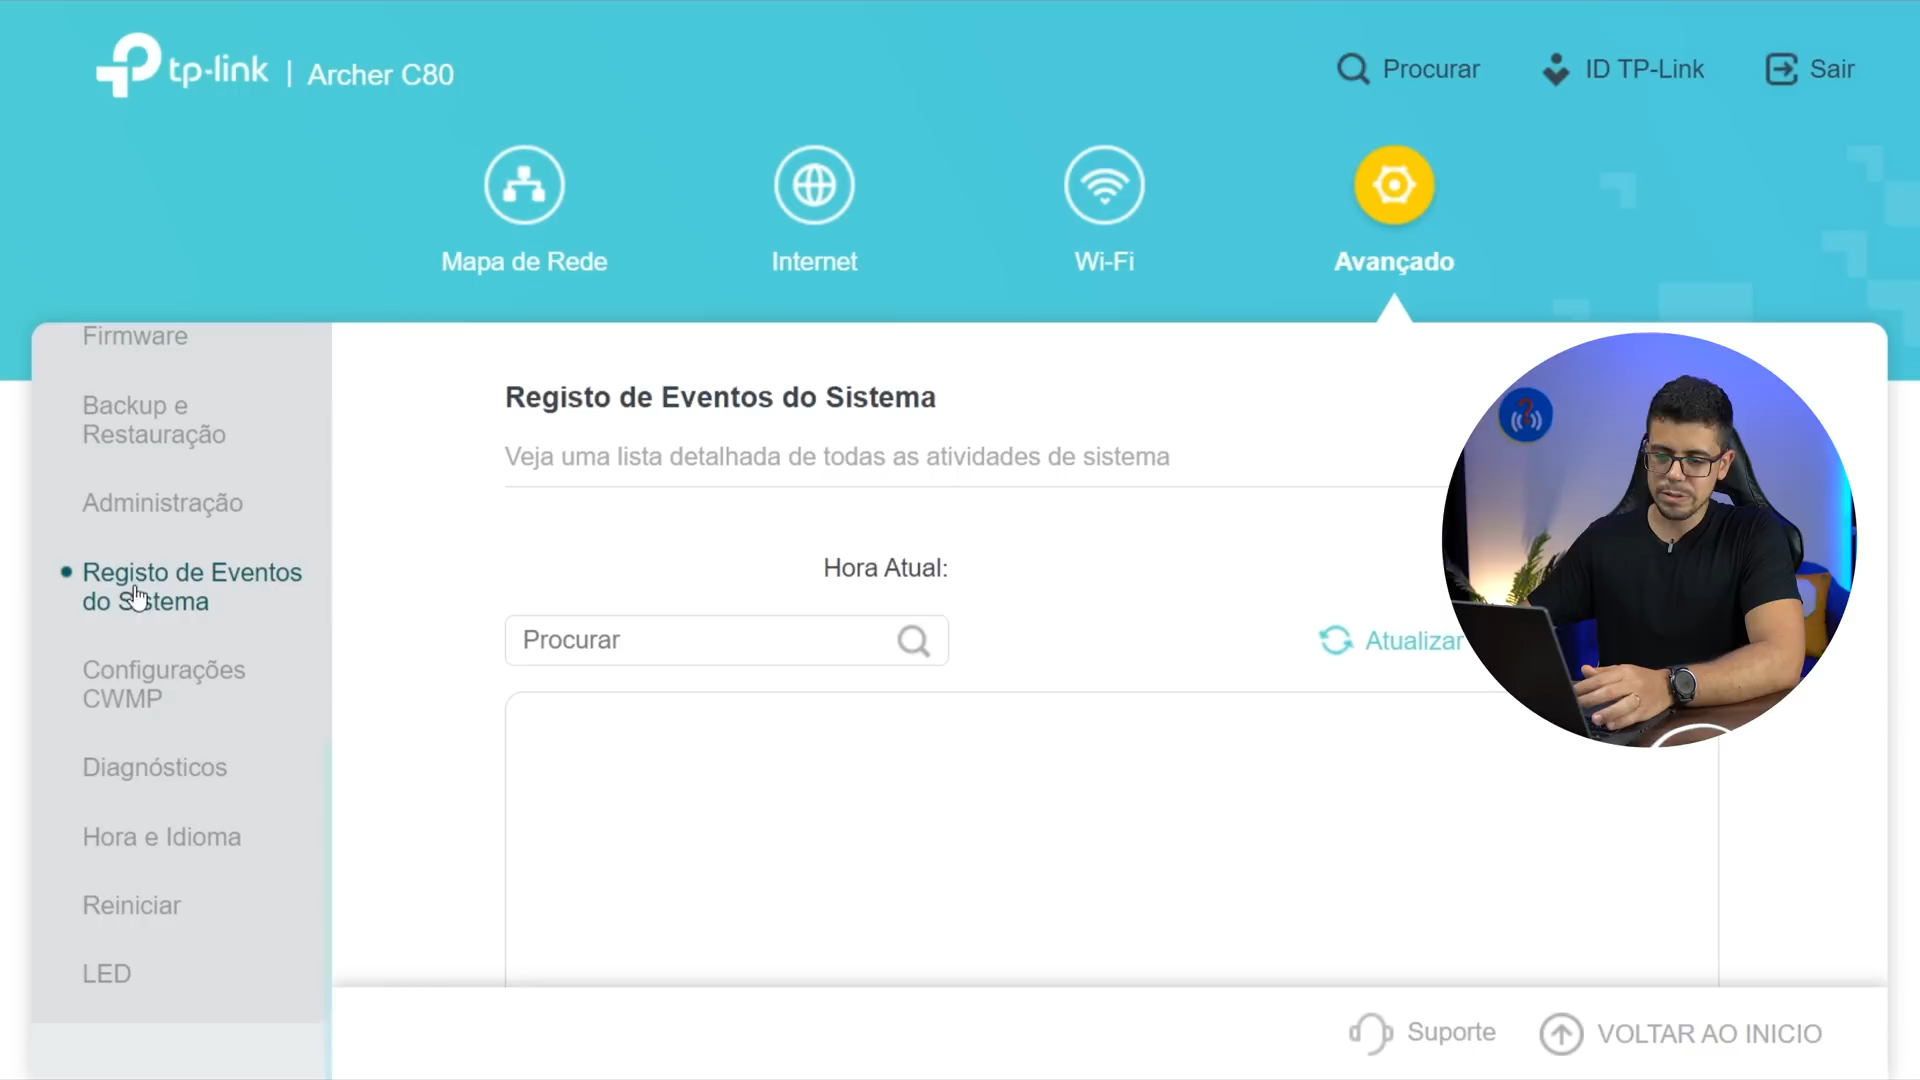 tp-link | Archer C80
Procurar
ID TP-Link
Sair
Mapa de Rede
Internet
Wi-Fi
Avançado
Firmware
Backup e
Restauração
Administração
Registo de Eventos
do Sistema
Configurações
CWMP
Diagnósticos
Hora e Idioma
Reiniciar
LED
Registo de Eventos do Sistema
Veja uma lista detalhada de todas as atividades de sistema
Hora Atual:
Procurar
Atualizar
Suporte
VOLTAR AO INICIO